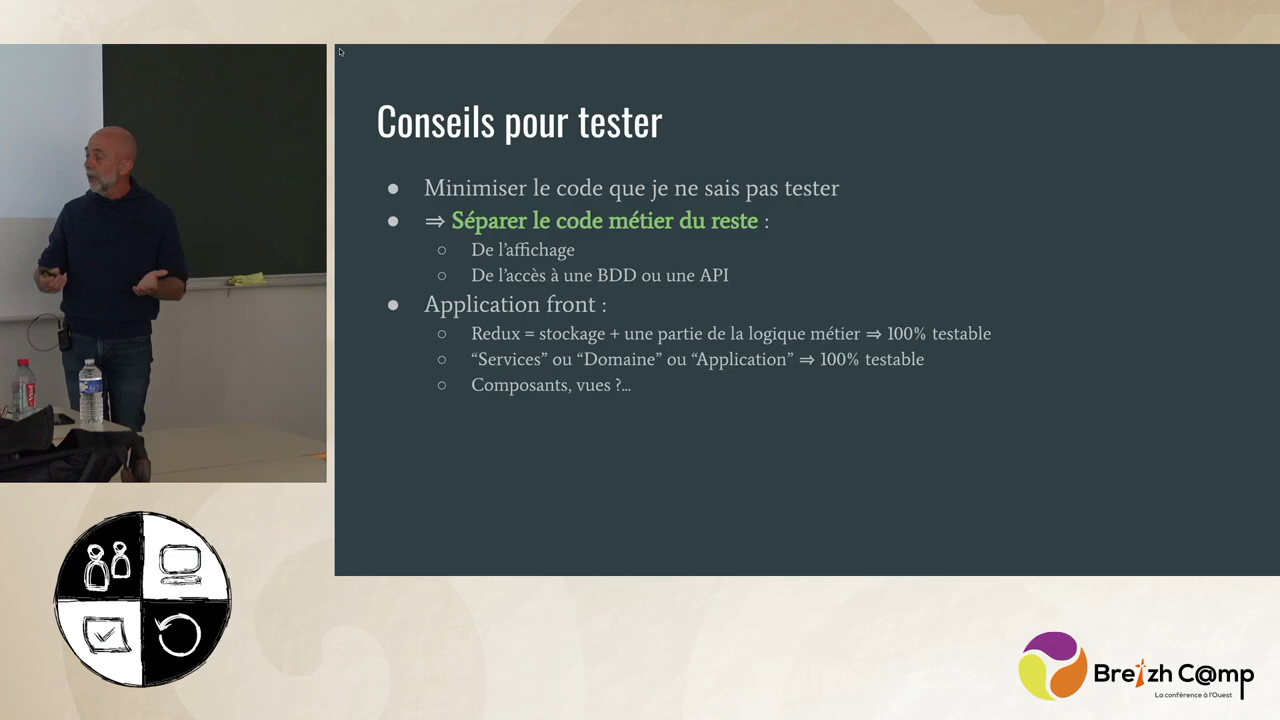 Conseils pour tester
● Minimiser le code que je ne sais pas tester
● ⇒ Séparer le code métier du reste :
○ De l’affichage
○ De l’accès à une BDD ou une API
● Application front :
○ Redux = stockage + une partie de la logique métier ⇒ 100% testable
○ “Services” ou “Domaine” ou “Application” ⇒ 100% testable
○ Composants, vues ?...
Breizh C@mp
La conférence à l'Ouest